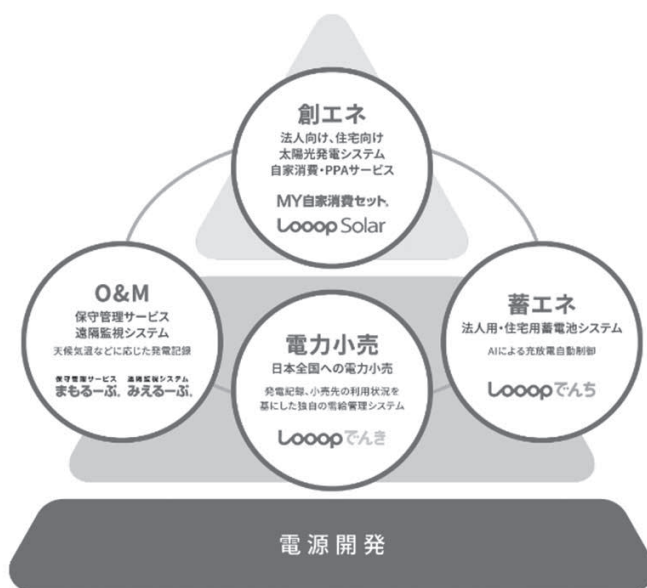 創エネ
法人向け、住宅向け
太陽光発電システム
自家消費・PPAサービス
MY自家消費セット®
Looop Solar
O&M
保守管理サービス
遠隔監視システム
天候気温などに応じた発電記録
保守管理サービス 遠隔監視システム
まもるーぷ® みえるーぷ®
電力小売
日本全国への電力小売
発電記録、小売先の利用状況を
基にした独自の需給管理システム
Looopでんき
蓄エネ
法人用・住宅用蓄電池システム
AIによる充放電自動制御
Looopでんち
電源開発